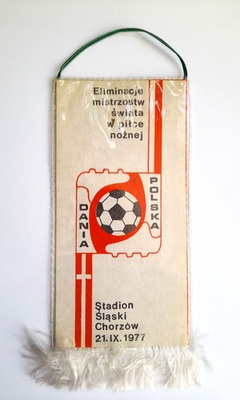 Eliminacje
mistrzostw
świata
w piłce
nożnej
POLSKA
DANIA
Stadion
Śląski
Chorzów
21.IX.1977